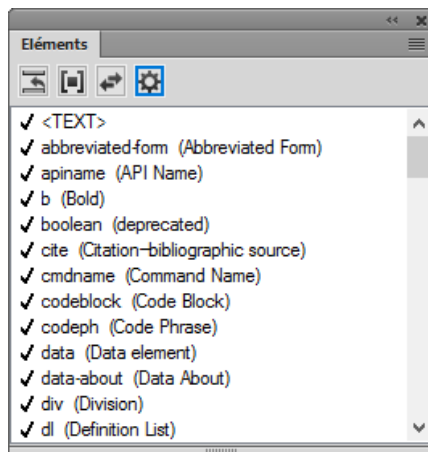 Eléments
<TEXT>
abbreviated-form (Abbreviated Form)
apiname (API Name)
b (Bold)
boolean (deprecated)
cite (Citation-bibliographic source)
cmdname (Command Name)
codeblock (Code Block)
codeph (Code Phrase)
data (Data element)
data-about (Data About)
div (Division)
dl (Definition List)